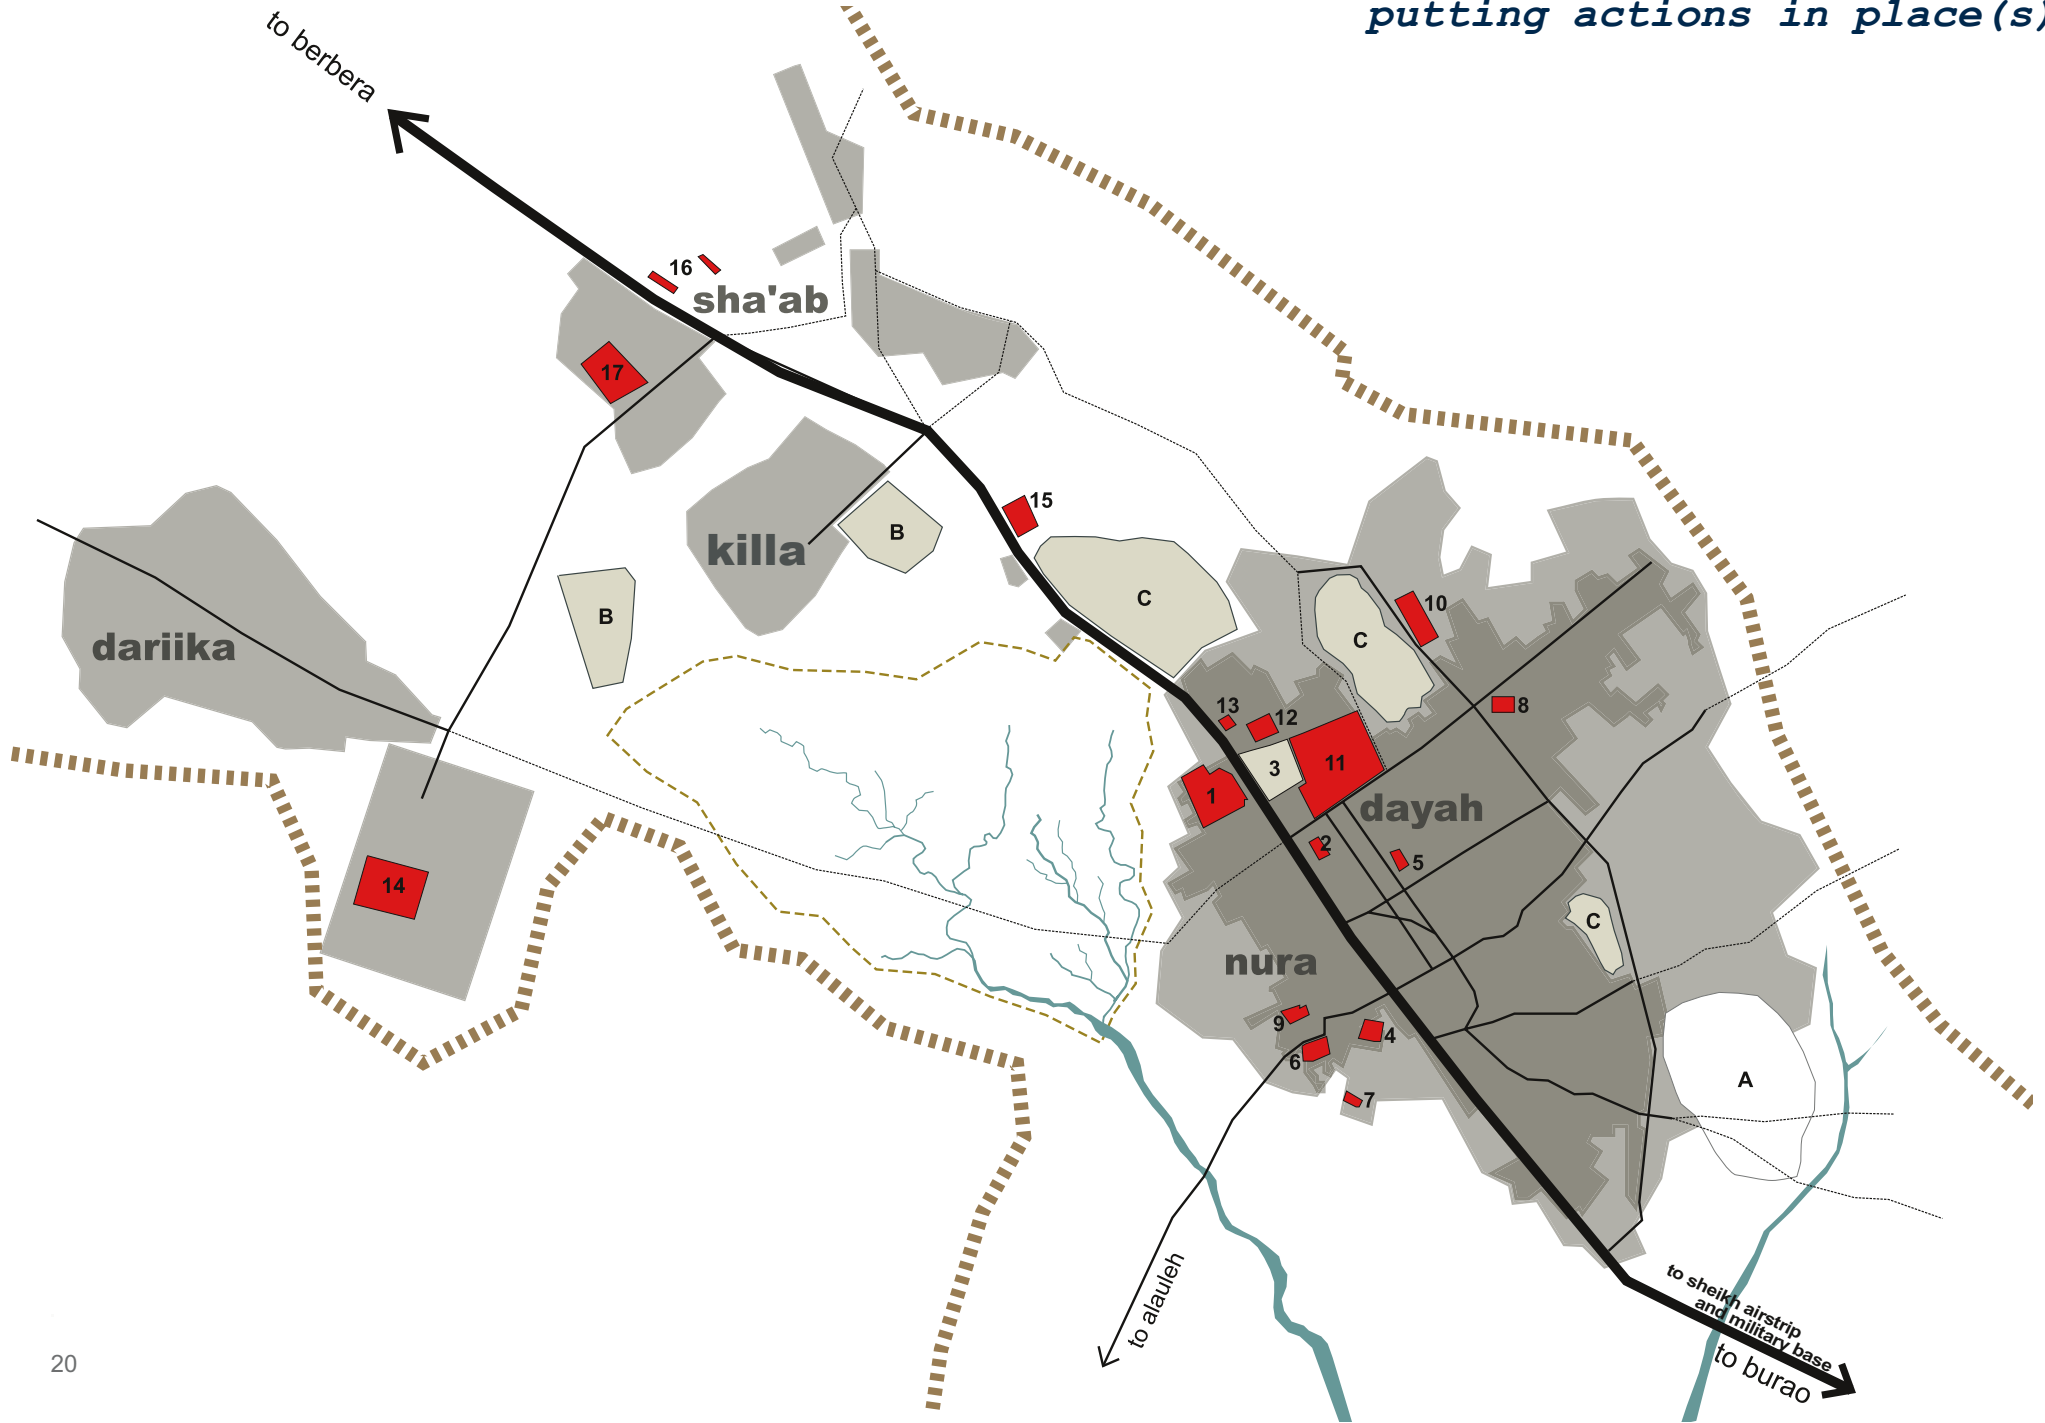 putting actions in place(s)
to berbera
16
sha'ab
17
15
killa
B
B
C
C
10
dariika
13
12
8
3
11
1
dayah
2
5
14
C
nura
9
4
6
7
A
to alauleh
to sheikh airstrip
and military base
to burao
20